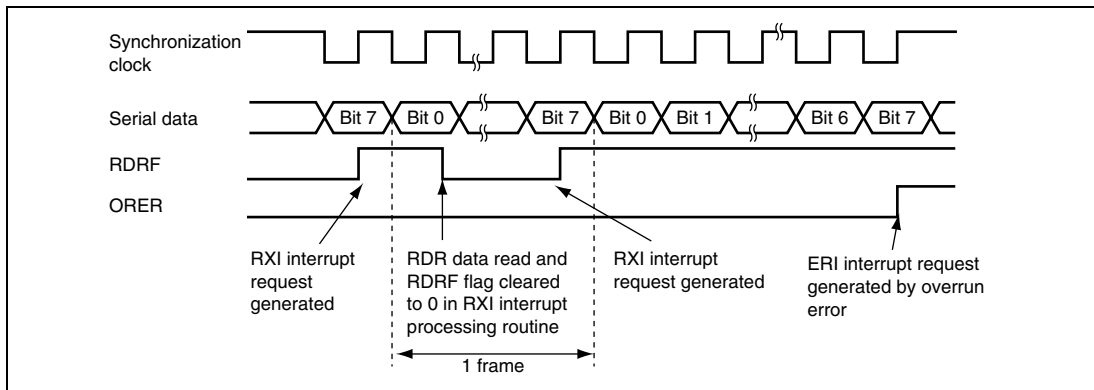 Synchronization
clock
Serial data
Bit 7
Bit 0
Bit 7
Bit 0
Bit 1
Bit 6
Bit 7
RDRF
ORER
RXI interrupt
request
generated
RDR data read and
RDRF flag cleared
to 0 in RXI interrupt
processing routine
RXI interrupt
request generated
ERI interrupt request
generated by overrun
error
1 frame